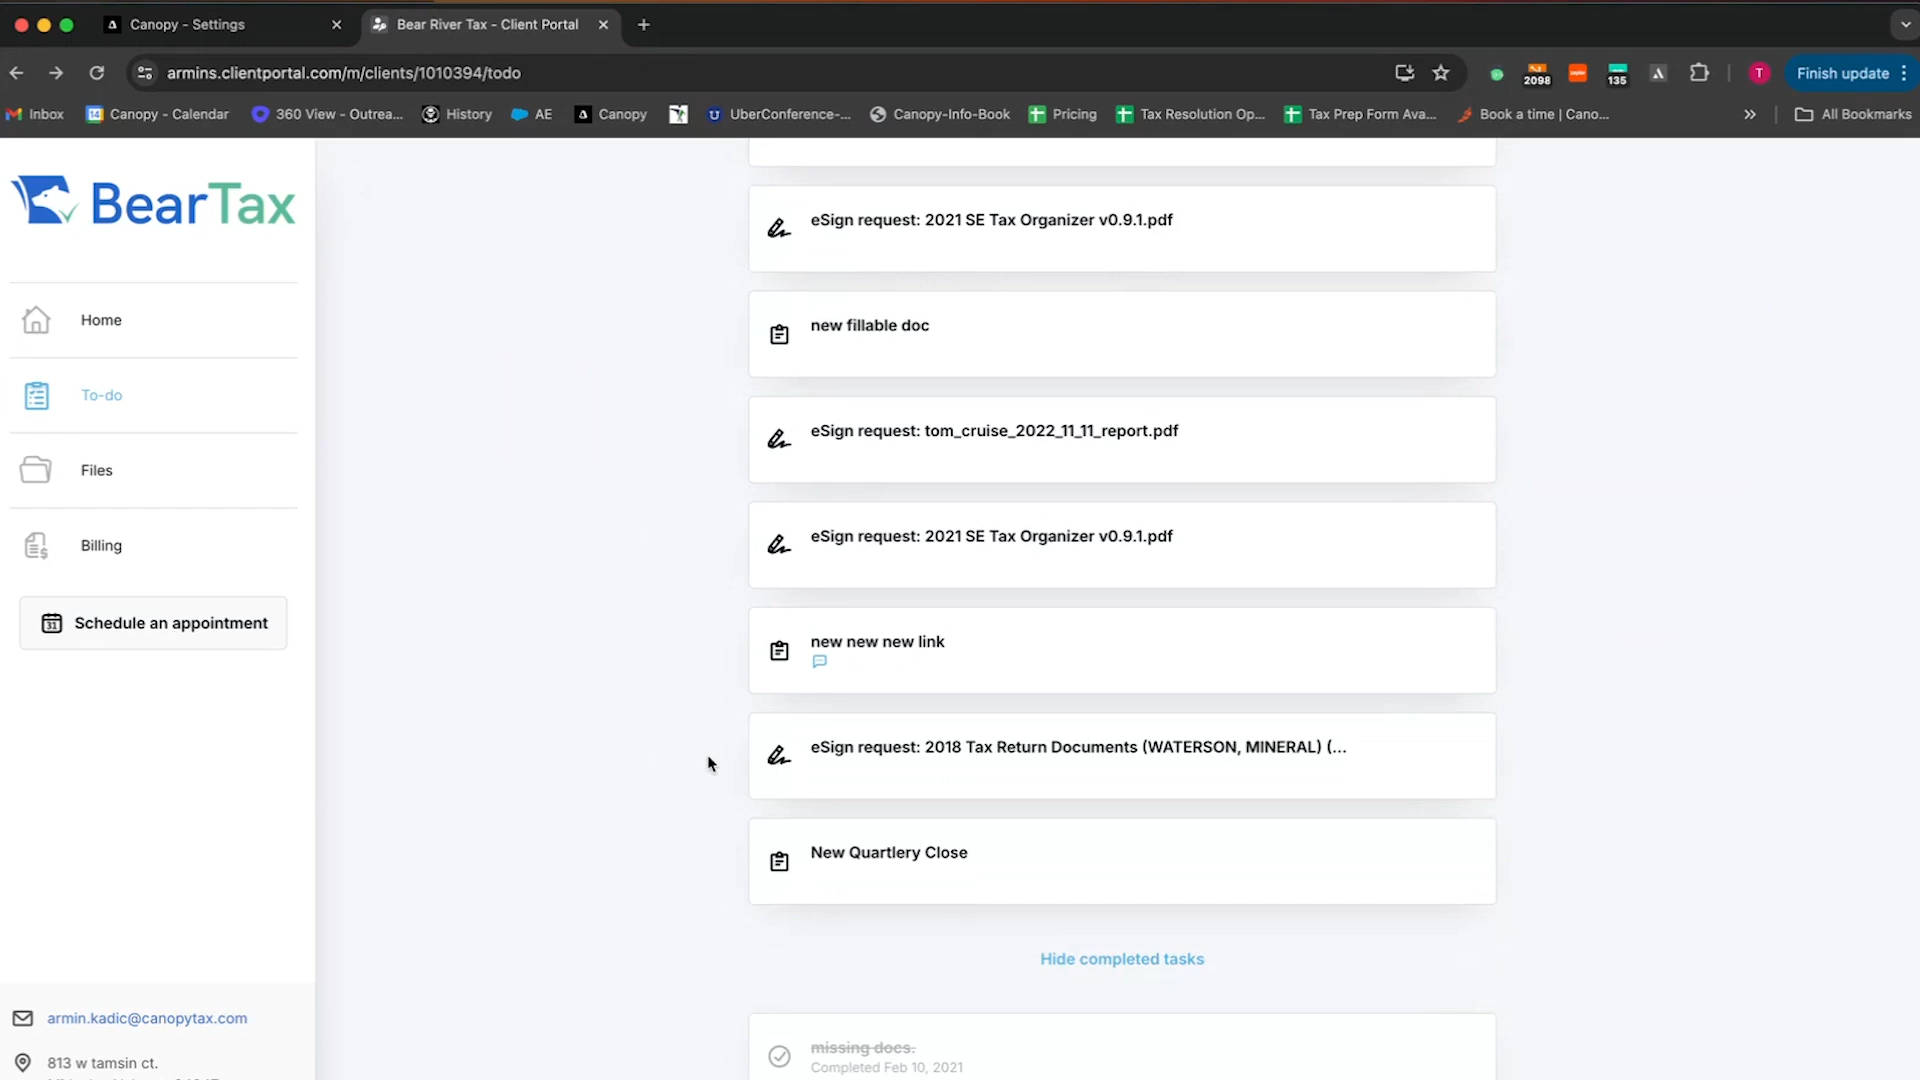 Canopy - Settings
Bear River Tax - Client Portal
armins.clientportal.com/m/clients/1010394/todo
2098
135
T
Finish update
Inbox
14
Canopy - Calendar
360 View - Outrea...
History
AE
Canopy
UberConference-...
Canopy-Info-Book
Pricing
Tax Resolution Op...
Tax Prep Form Ava...
Book a time | Cano...
All Bookmarks
BearTax
Home
To-do
Files
Billing
31
Schedule an appointment
armin.kadic@canopytax.com
813 w tamsin ct.
eSign request: 2021 SE Tax Organizer v0.9.1.pdf
new fillable doc
eSign request: tom_cruise_2022_11_11_report.pdf
eSign request: 2021 SE Tax Organizer v0.9.1.pdf
new new new link
eSign request: 2018 Tax Return Documents (WATERSON, MINERAL) (...
New Quartlery Close
Hide completed tasks
missing docs.
Completed Feb 10, 2021